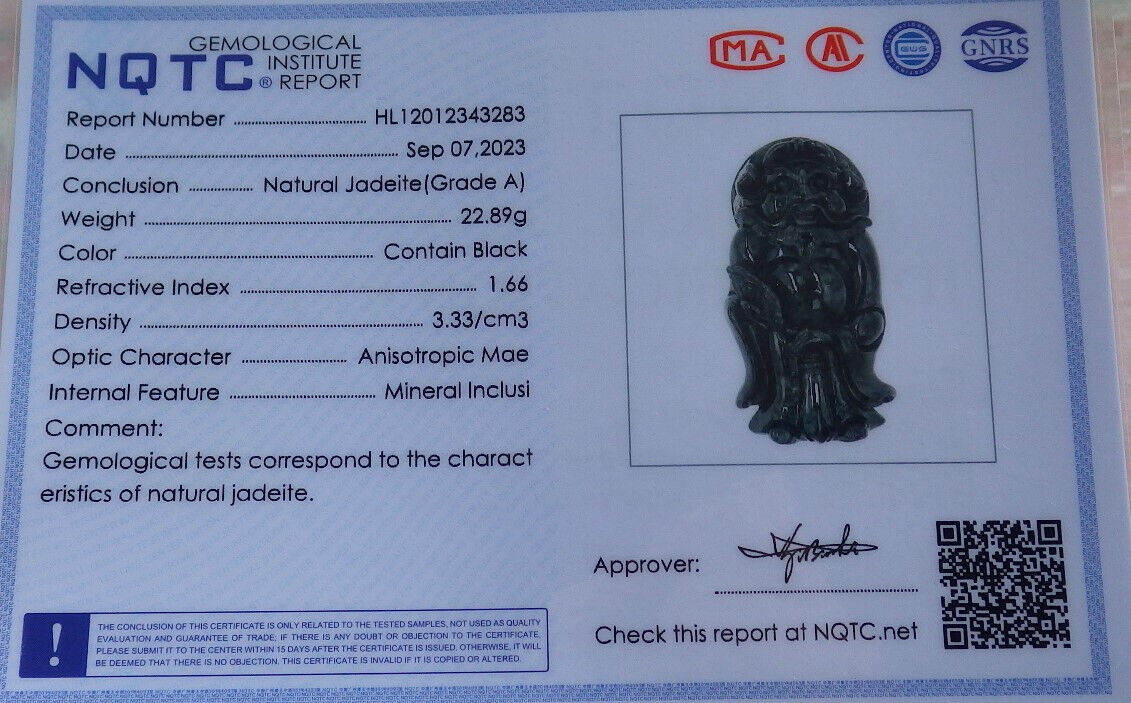 NQTC® GEMOLOGICAL
INSTITUTE
REPORT
MA
GWS
GNRS
Report Number ........ HL12012343283
Date ........ Sep 07,2023
Conclusion ........ Natural Jadeite(Grade A)
Weight ........ 22.89g
Color ........ Contain Black
Refractive Index ........ 1.66
Density ........ 3.33/cm3
Optic Character ........ Anisotropic Mae
Internal Feature ........ Mineral Inclusi
Comment:
Gemological tests correspond to the charact
eristics of natural jadeite.
Approver:
Check this report at NQTC.net
! THE CONCLUSION OF THIS CERTIFICATE IS ONLY RELATED TO THE TESTED SAMPLES, NOT USED AS QUALITY
EVALUATION AND GUARANTEE OF TRADE; IF THERE IS ANY DOUBT OR OBJECTION TO THE CERTIFICATE,
PLEASE SUBMIT IT TO THE CENTER WITHIN 15 DAYS AFTER THE CERTIFICATE IS ISSUED. OTHERWISE, IT WILL
BE DEEMED THAT THERE IS NO OBJECTION. THIS CERTIFICATE IS INVALID IF IT IS COPIED OR ALTERED.